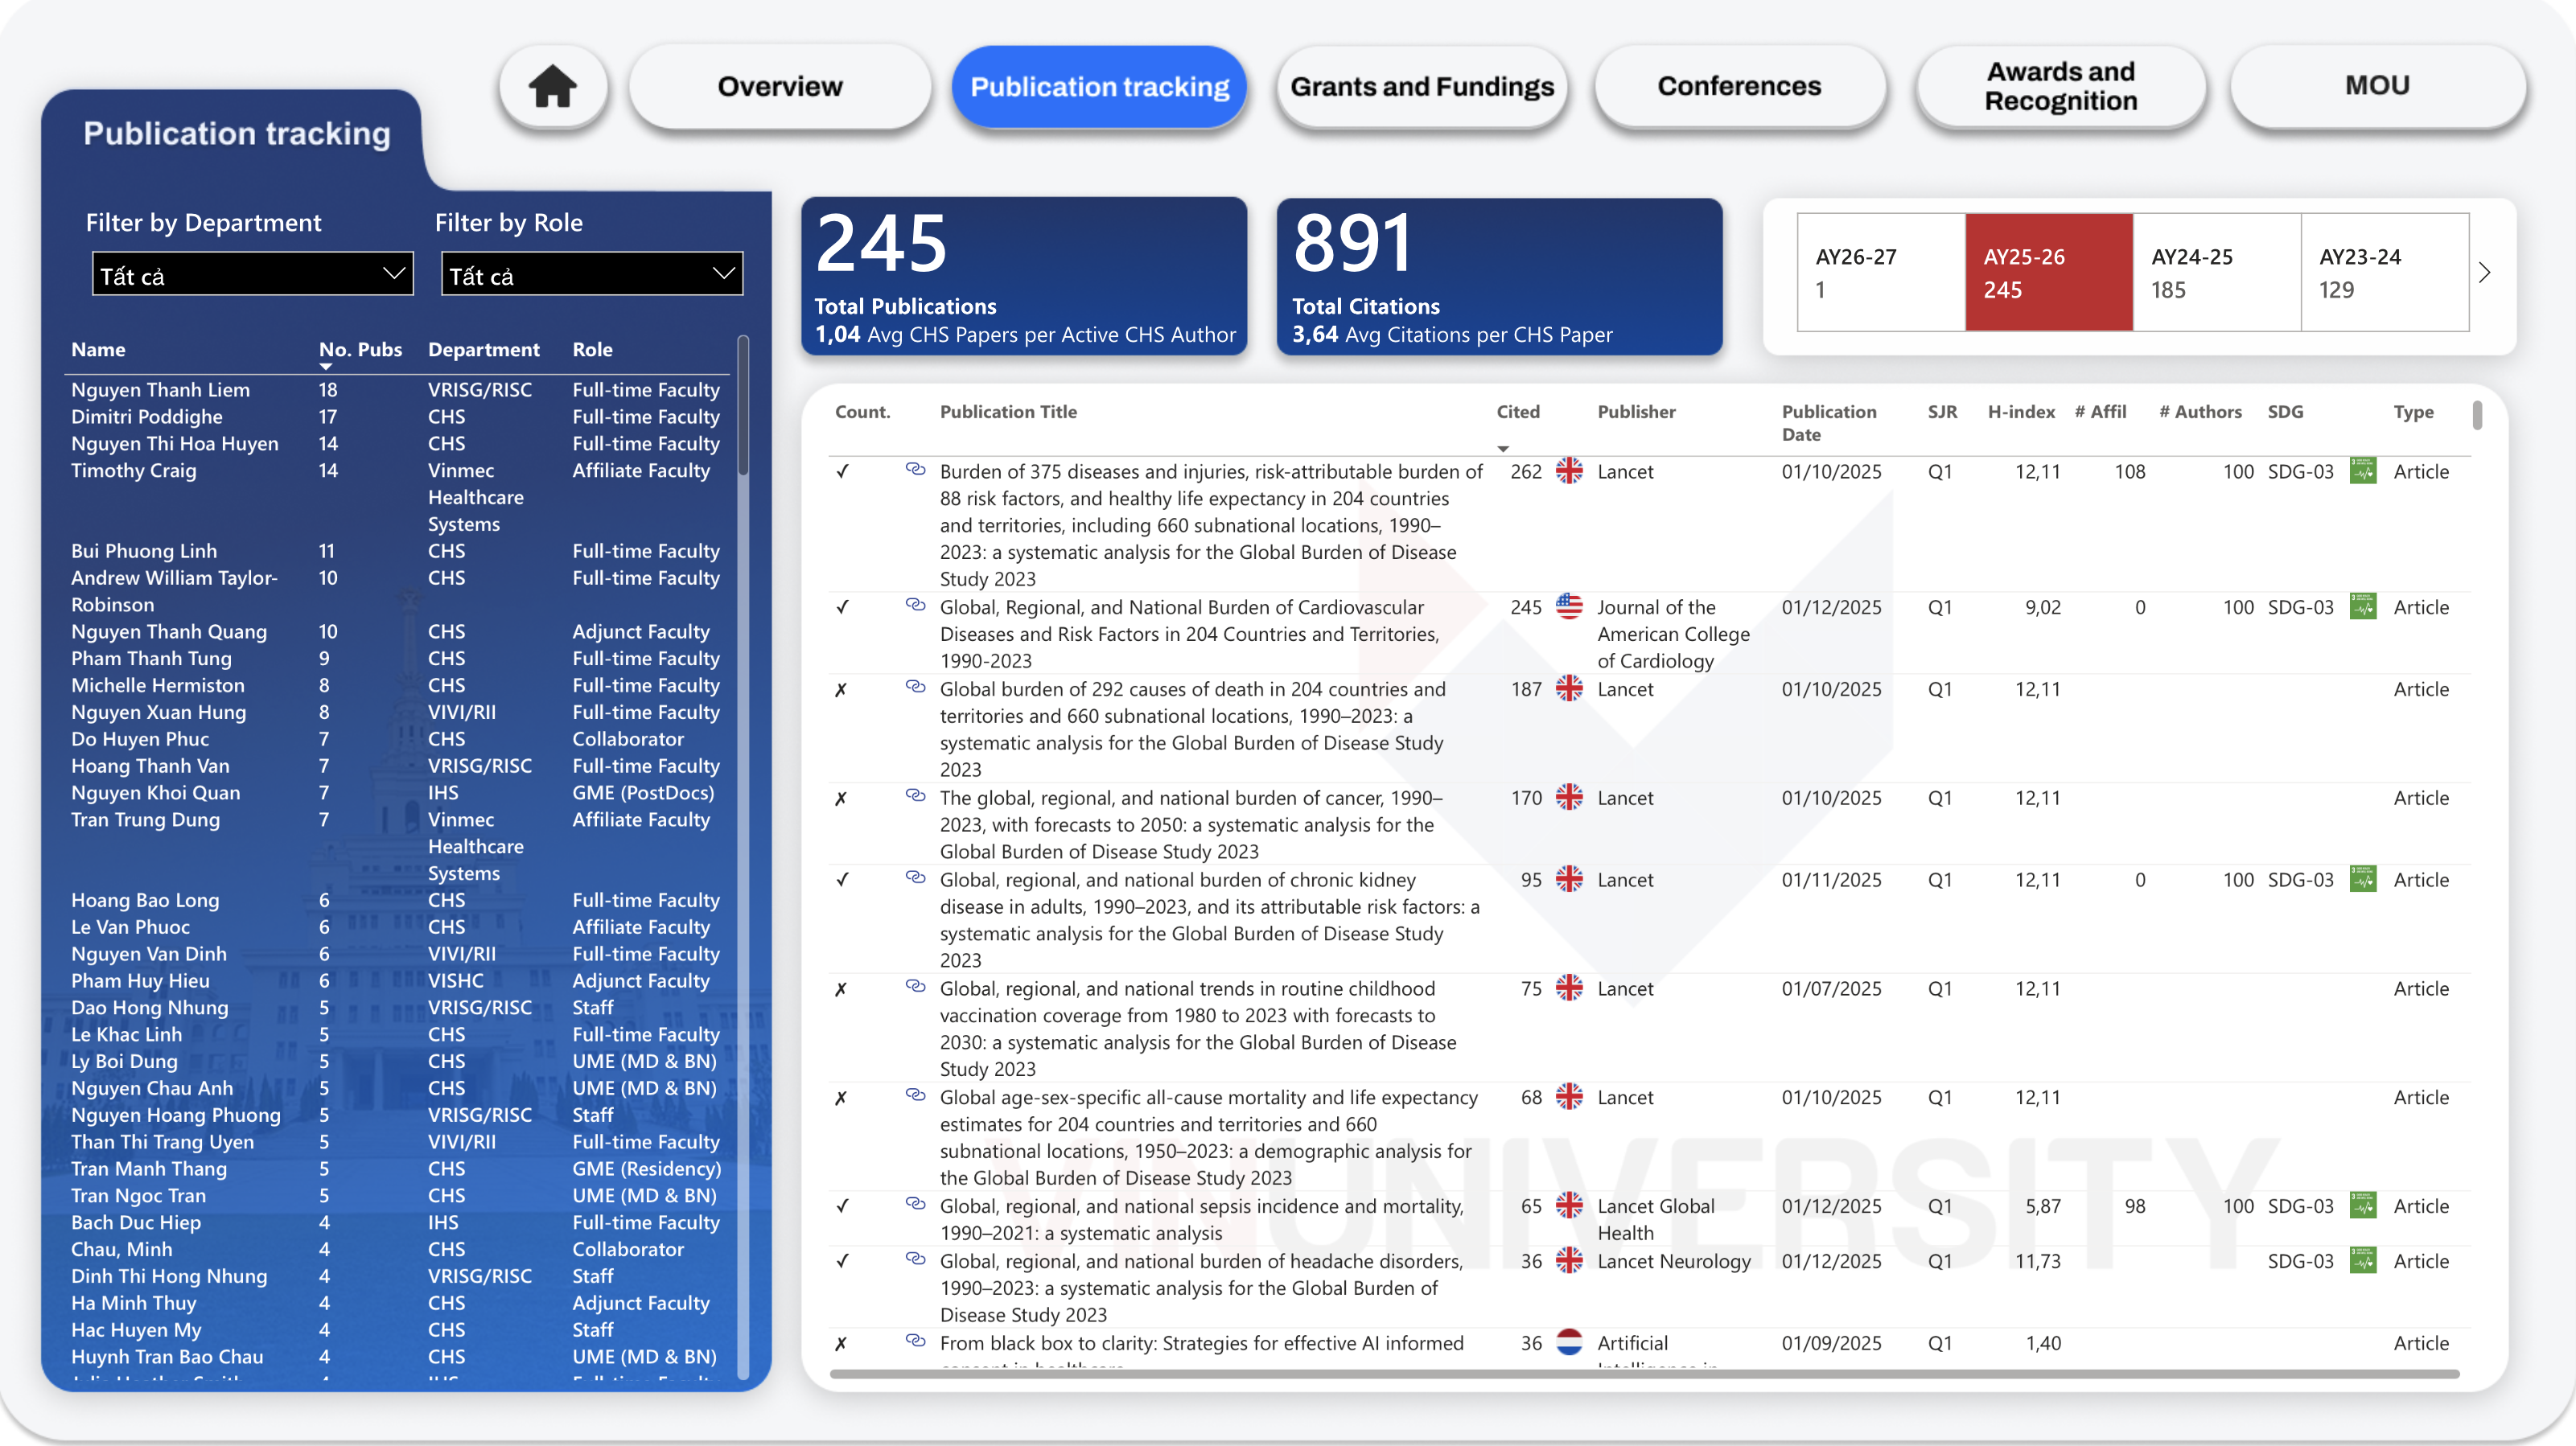 Overview
Publication tracking
Grants and Fundings
Conferences
Awards and
Recognition
MOU
Publication tracking
Filter by Department
Filter by Role
Tất cả
Tất cả
Name No. Pubs Department Role
Nguyen Thanh Liem 18 VRISG/RISC Full-time Faculty
Dimitri Poddighe 17 CHS Full-time Faculty
Nguyen Thi Hoa Huyen 14 CHS Full-time Faculty
Timothy Craig 14 Vinmec Affiliate Faculty
Healthcare
Systems
Bui Phuong Linh 11 CHS Full-time Faculty
Andrew William Taylor- 10 CHS Full-time Faculty
Robinson
Nguyen Thanh Quang 10 CHS Adjunct Faculty
Pham Thanh Tung 9 CHS Full-time Faculty
Michelle Hermiston 8 CHS Full-time Faculty
Nguyen Xuan Hung 8 VIVI/RII Full-time Faculty
Do Huyen Phuc 7 CHS Collaborator
Hoang Thanh Van 7 VRISG/RISC Full-time Faculty
Nguyen Khoi Quan 7 IHS GME (PostDocs)
Tran Trung Dung 7 Vinmec Affiliate Faculty
Healthcare
Systems
Hoang Bao Long 6 CHS Full-time Faculty
Le Van Phuoc 6 CHS Affiliate Faculty
Nguyen Van Dinh 6 VIVI/RII Full-time Faculty
Pham Huy Hieu 6 VISHC Adjunct Faculty
Dao Hong Nhung 5 VRISG/RISC Staff
Le Khac Linh 5 CHS Full-time Faculty
Ly Boi Dung 5 CHS UME (MD & BN)
Nguyen Chau Anh 5 CHS UME (MD & BN)
Nguyen Hoang Phuong 5 VRISG/RISC Staff
Than Thi Trang Uyen 5 VIVI/RII Full-time Faculty
Tran Manh Thang 5 CHS GME (Residency)
Tran Ngoc Tran 5 CHS UME (MD & BN)
Bach Duc Hiep 4 IHS Full-time Faculty
Chau, Minh 4 CHS Collaborator
Dinh Thi Hong Nhung 4 VRISG/RISC Staff
Ha Minh Thuy 4 CHS Adjunct Faculty
Hac Huyen My 4 CHS Staff
Huynh Tran Bao Chau 4 CHS UME (MD & BN)
245
Total Publications
1,04 Avg CHS Papers per Active CHS Author
891
Total Citations
3,64 Avg Citations per CHS Paper
AY26-27 AY25-26 AY24-25 AY23-24
1 245 185 129
Count. Publication Title Cited Publisher Publication SJR H-index # Affil # Authors SDG Type
Date
✓ Burden of 375 diseases and injuries, risk-attributable burden of 262 Lancet 01/10/2025 Q1 12,11 108 100 SDG-03 Article
88 risk factors, and healthy life expectancy in 204 countries
and territories, including 660 subnational locations, 1990–
2023: a systematic analysis for the Global Burden of Disease
Study 2023
✓ Global, Regional, and National Burden of Cardiovascular 245 Journal of the 01/12/2025 Q1 9,02 0 100 SDG-03 Article
Diseases and Risk Factors in 204 Countries and Territories, American College
1990-2023 of Cardiology
✗ Global burden of 292 causes of death in 204 countries and 187 Lancet 01/10/2025 Q1 12,11 Article
territories and 660 subnational locations, 1990–2023: a
systematic analysis for the Global Burden of Disease Study
2023
✗ The global, regional, and national burden of cancer, 1990– 170 Lancet 01/10/2025 Q1 12,11 Article
2023, with forecasts to 2050: a systematic analysis for the
Global Burden of Disease Study 2023
✓ Global, regional, and national burden of chronic kidney 95 Lancet 01/11/2025 Q1 12,11 0 100 SDG-03 Article
disease in adults, 1990–2023, and its attributable risk factors: a
systematic analysis for the Global Burden of Disease Study
2023
✗ Global, regional, and national trends in routine childhood 75 Lancet 01/07/2025 Q1 12,11 Article
vaccination coverage from 1980 to 2023 with forecasts to
2030: a systematic analysis for the Global Burden of Disease
Study 2023
✗ Global age-sex-specific all-cause mortality and life expectancy 68 Lancet 01/10/2025 Q1 12,11 Article
estimates for 204 countries and territories and 660
subnational locations, 1950–2023: a demographic analysis for
the Global Burden of Disease Study 2023
✓ Global, regional, and national sepsis incidence and mortality, 65 Lancet Global 01/12/2025 Q1 5,87 98 100 SDG-03 Article
1990–2021: a systematic analysis Health
✓ Global, regional, and national burden of headache disorders, 36 Lancet Neurology 01/12/2025 Q1 11,73 SDG-03 Article
1990–2023: a systematic analysis for the Global Burden of
Disease Study 2023
✗ From black box to clarity: Strategies for effective AI informed 36 Artificial 01/09/2025 Q1 1,40 Article
VINUNIVERSITY